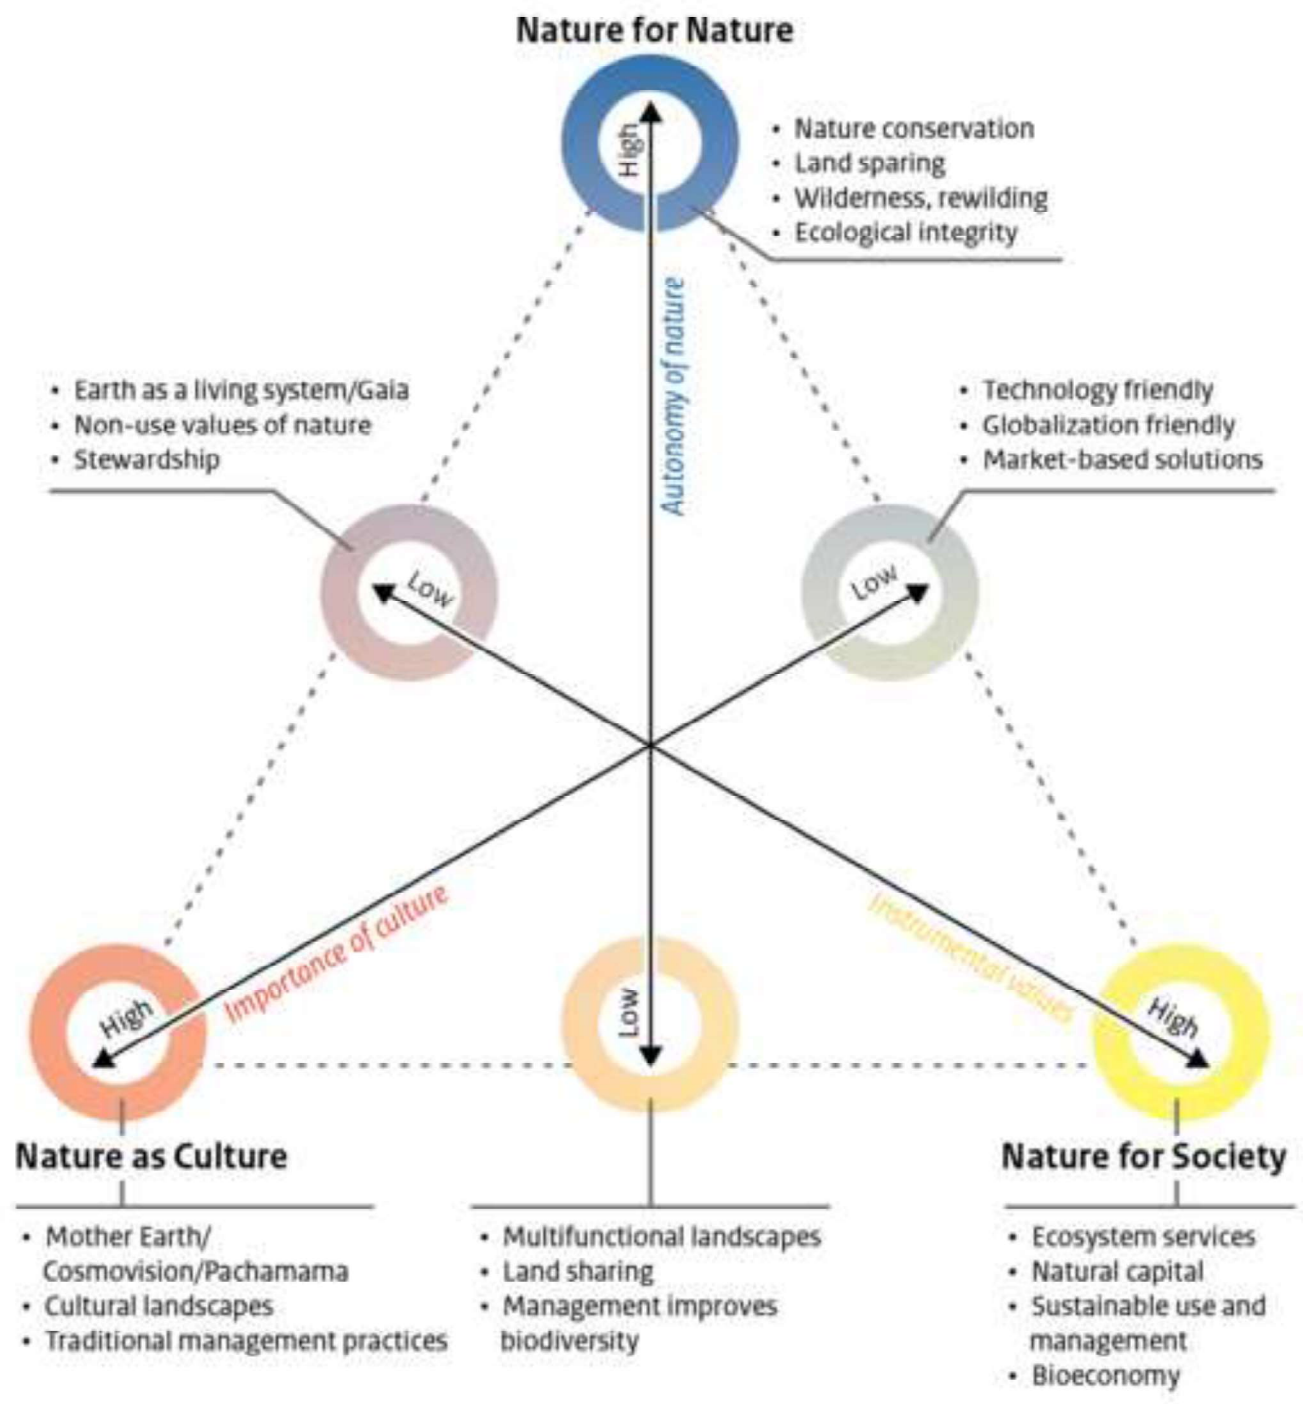 Nature for Nature
High
• Nature conservation
• Land sparing
• Wilderness, rewilding
• Ecological integrity
Autonomy of nature
• Earth as a living system/Gaia
• Non-use values of nature
• Stewardship
• Technology friendly
• Globalization friendly
• Market-based solutions
Low
Low
Importance of culture
Instrumental values
High
Low
High
Nature as Culture
• Mother Earth/
Cosmovision/Pachamama
• Cultural landscapes
• Traditional management practices
• Multifunctional landscapes
• Land sharing
• Management improves
biodiversity
Nature for Society
• Ecosystem services
• Natural capital
• Sustainable use and
management
• Bioeconomy